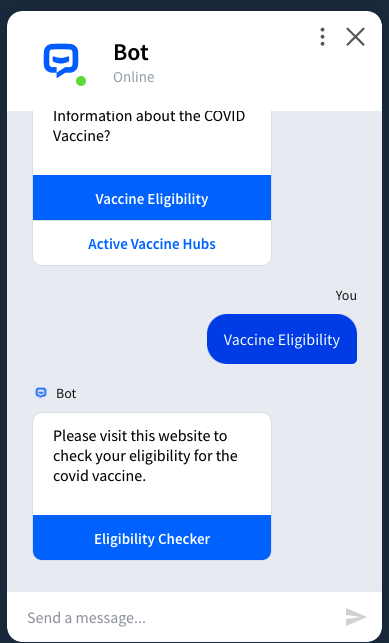 Bot
Online
Information about the COVID
Vaccine?
Vaccine Eligibility
Active Vaccine Hubs
You
Vaccine Eligibility
Bot
Please visit this website to
check your eligibility for the
covid vaccine.
Eligibility Checker
Send a message...